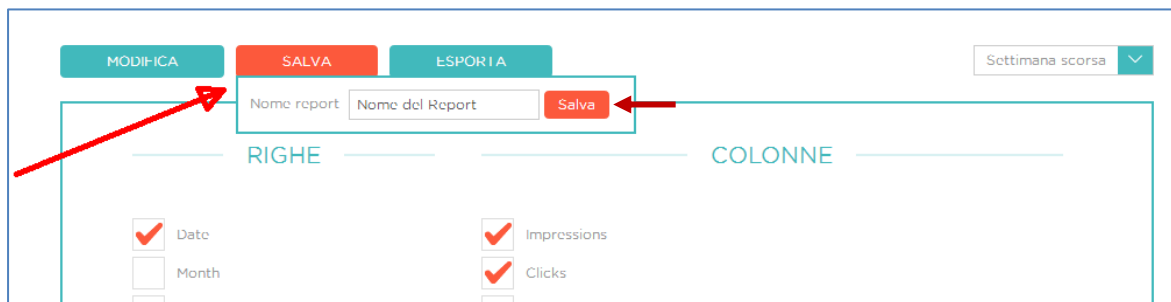 MODIFICA SALVA ESPORTA Settimana scorsa
Nome report Nome del Report Salva
RIGHE COLONNE
Date Impressions
Month Clicks